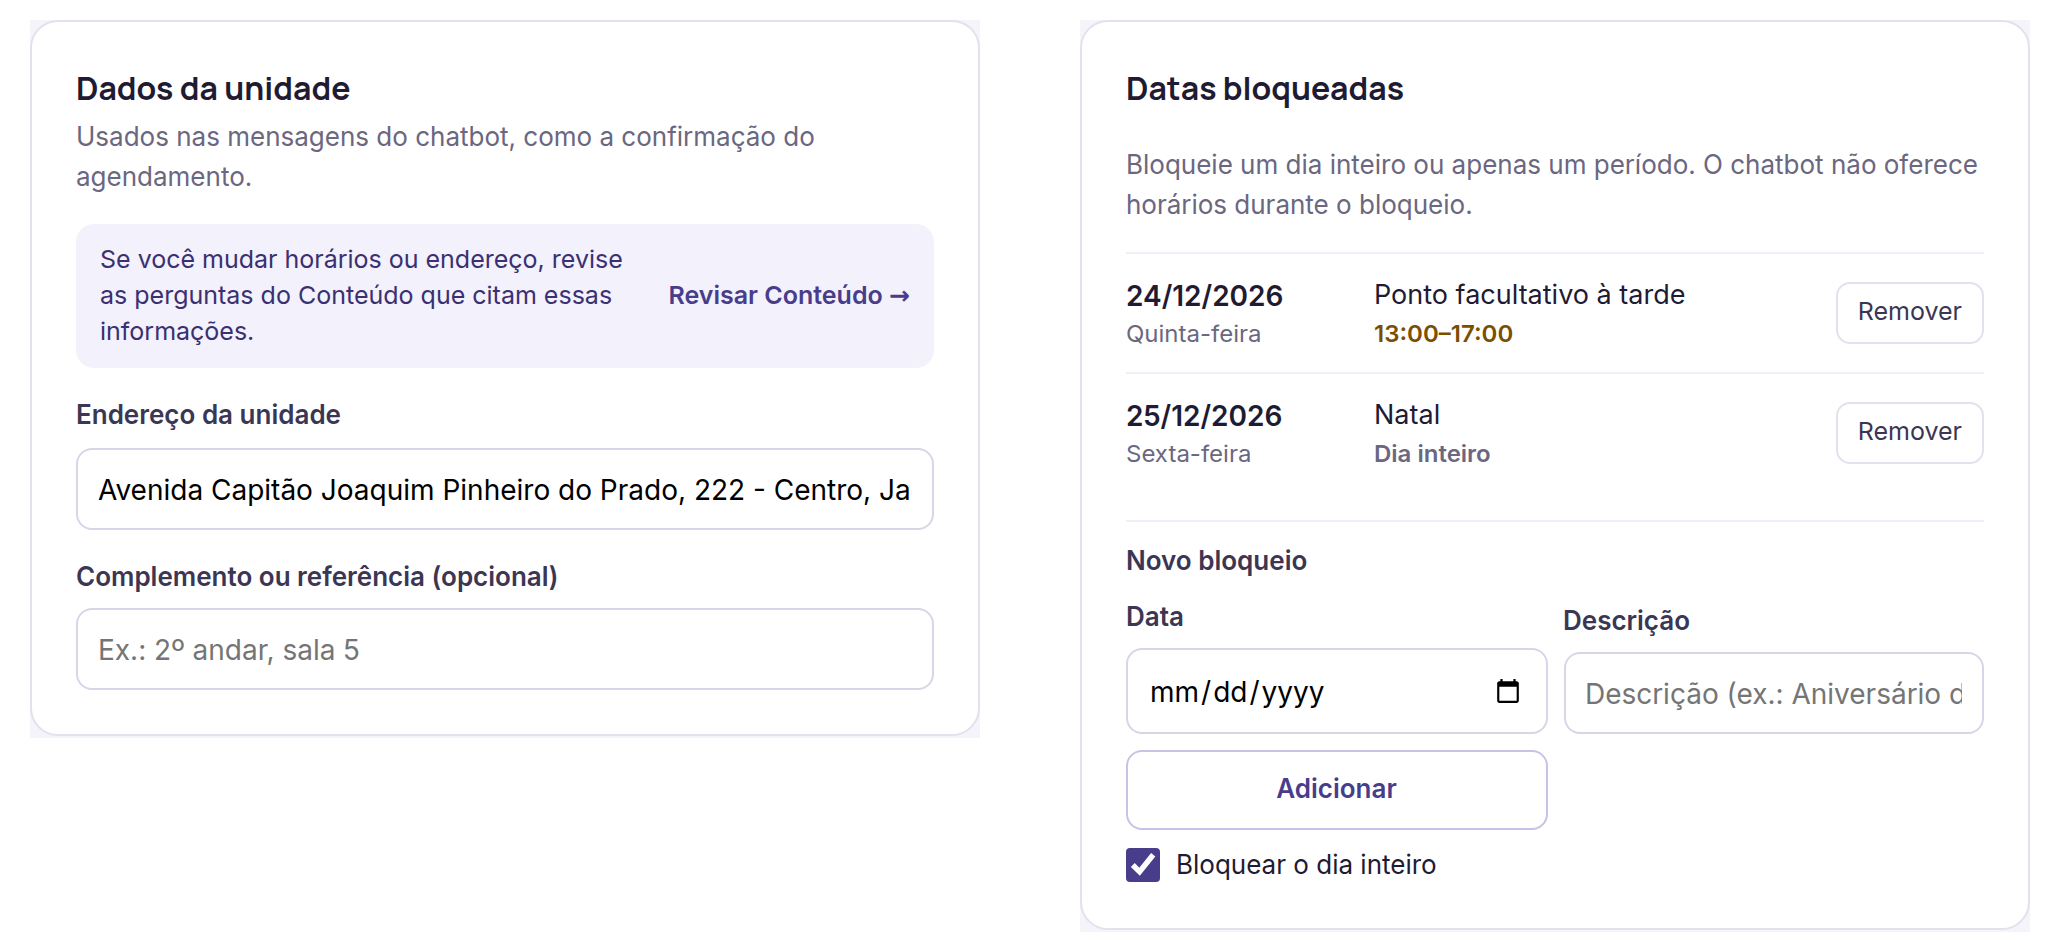 Dados da unidade
Usados nas mensagens do chatbot, como a confirmação do
agendamento.
Se você mudar horários ou endereço, revise
as perguntas do Conteúdo que citam essas
informações.
Revisar Conteúdo →
Endereço da unidade
Avenida Capitão Joaquim Pinheiro do Prado, 222 - Centro, Ja
Complemento ou referência (opcional)
Ex.: 2º andar, sala 5
Datas bloqueadas
Bloqueie um dia inteiro ou apenas um período. O chatbot não oferece
horários durante o bloqueio.
24/12/2026
Quinta-feira
Ponto facultativo à tarde
13:00–17:00
Remover
25/12/2026
Sexta-feira
Natal
Dia inteiro
Remover
Novo bloqueio
Data
mm/dd/yyyy
Descrição
Descrição (ex.: Aniversário d
Adicionar
Bloquear o dia inteiro